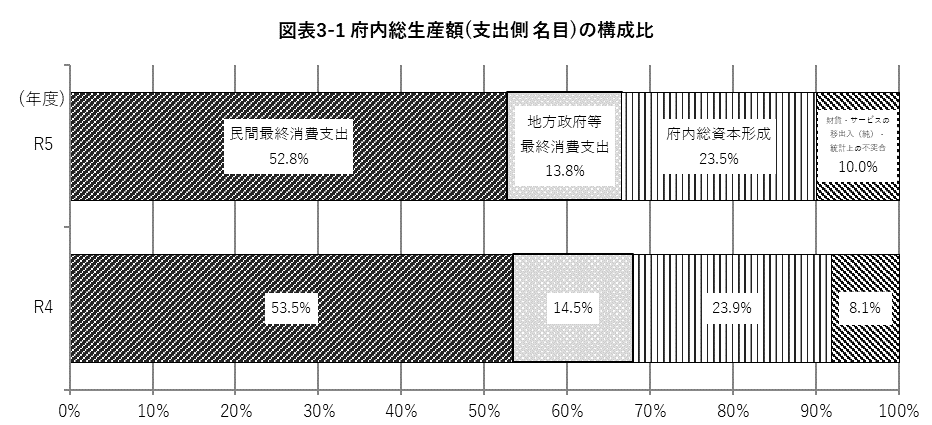 図表3-1 府内総生産額(支出側 名目)の構成比
(年度)
R5
民間最終消費支出
52.8%
地方政府等
最終消費支出
13.8%
府内総資本形成
23.5%
財貨・サービスの
移出入（純）・
統計上の不突合
10.0%
R4
53.5%
14.5%
23.9%
8.1%
0% 10% 20% 30% 40% 50% 60% 70% 80% 90% 100%